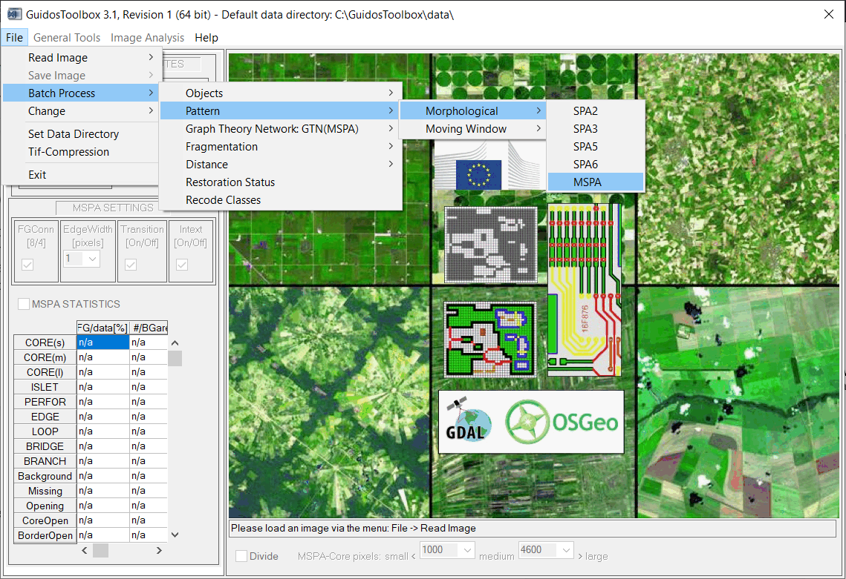 GuidosToolbox 3.1, Revision 1 (64 bit) - Default data directory: C:\GuidosToolbox\data\
File General Tools Image Analysis Help
Read Image
Save Image
Batch Process
Change
Set Data Directory
Tif-Compression
Exit
Objects
Pattern
Graph Theory Network: GTN(MSPA)
Fragmentation
Distance
Restoration Status
Recode Classes
Morphological
Moving Window
SPA2
SPA3
SPA5
SPA6
MSPA
MSPA SETTINGS
FGConn EdgeWidth Transition Intext
[8/4] [pixels] [On/Off] [On/Off]
1
MSPA STATISTICS
FG/data[%] #/BGare
CORE(s) n/a n/a
CORE(m) n/a n/a
CORE(l) n/a n/a
ISLET n/a n/a
PERFOR n/a n/a
EDGE n/a n/a
LOOP n/a n/a
BRIDGE n/a n/a
BRANCH n/a n/a
Background n/a n/a
Missing n/a n/a
Opening n/a n/a
CoreOpen n/a n/a
BorderOpen n/a n/a
16F876
GDAL
OSGeo
Please load an image via the menu: File -> Read Image
Divide MSPA-Core pixels: small < 1000 medium 4600 > large